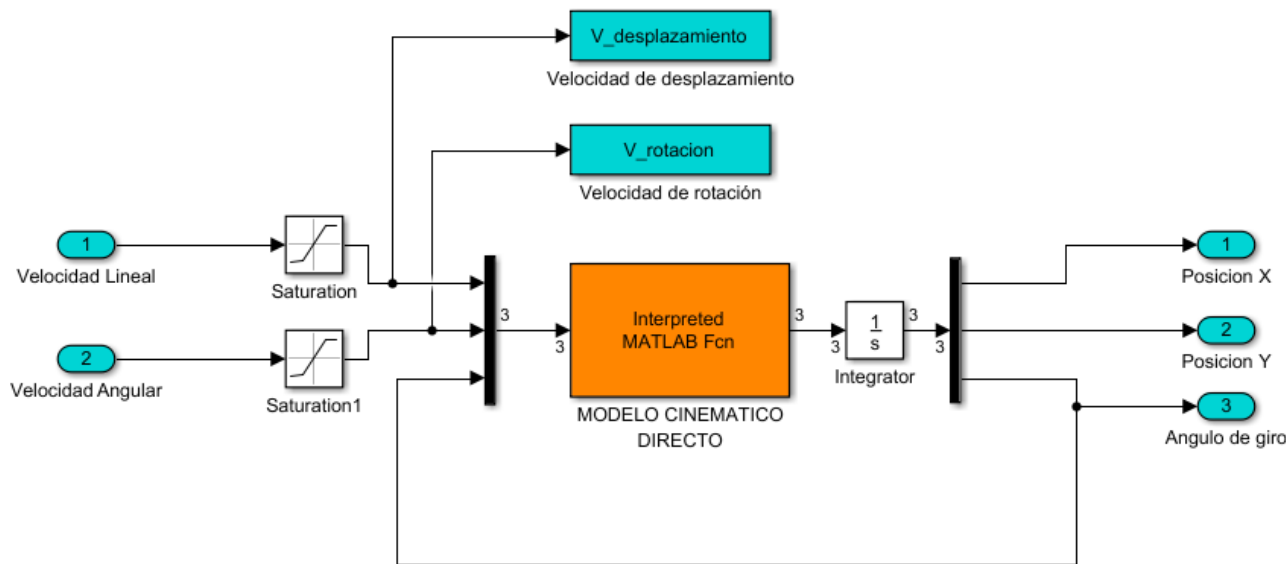 V_desplazamiento
Velocidad de desplazamiento
V_rotacion
Velocidad de rotación
1
Velocidad Lineal
Saturation
2
Velocidad Angular
Saturation1
3
3
Interpreted
MATLAB Fcn
MODELO CINEMATICO
DIRECTO
3
3
1
s
Integrator
3
3
1
Posicion X
2
Posicion Y
3
Angulo de giro